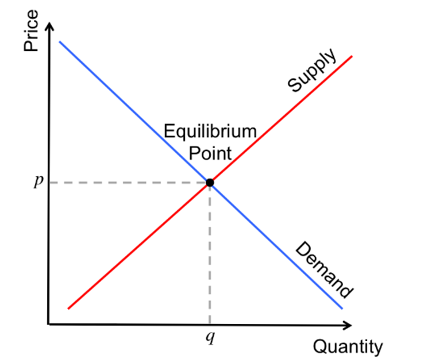 Price
Supply
Equilibrium
Point
p
Demand
q
Quantity